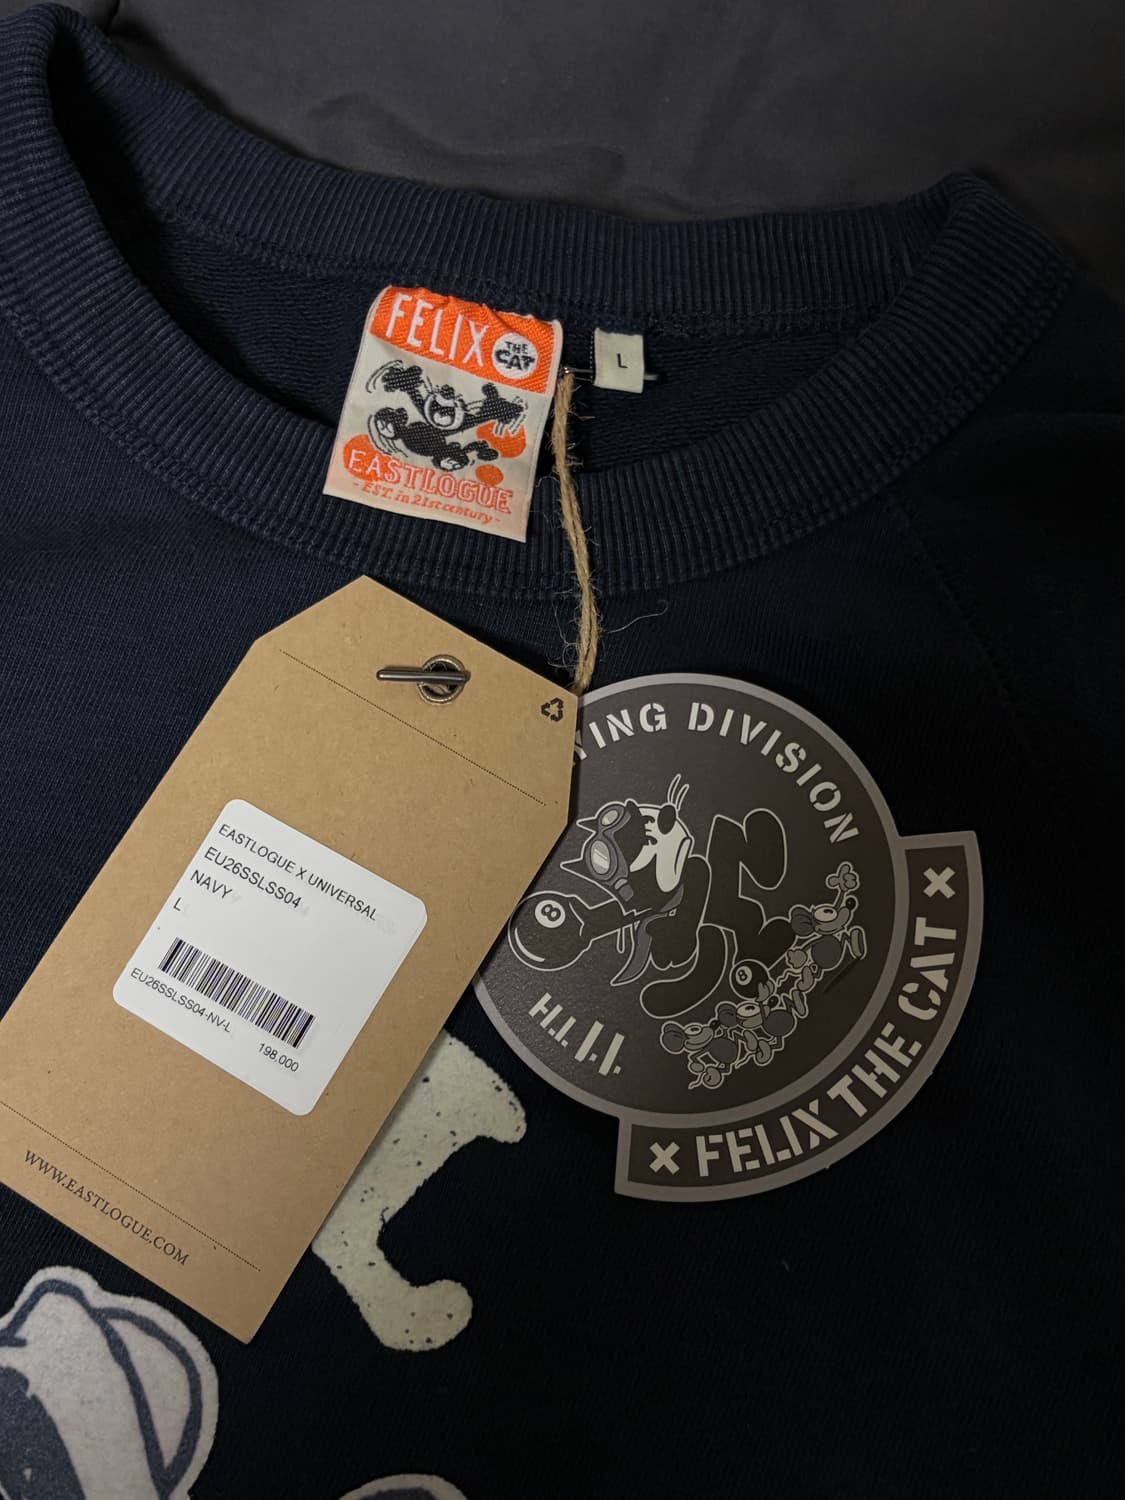 FELIX
THE
CAT
EASTLOGUE
- EST. in 21st century -
L
EASTLOGUE X UNIVERSAL
EU26SSLSS04
NAVY
L
EU26SSLSS04-NV-L
198,000
WWW.EASTLOGUE.COM
DIVISION
8
8
× FELIX THE CAT ×